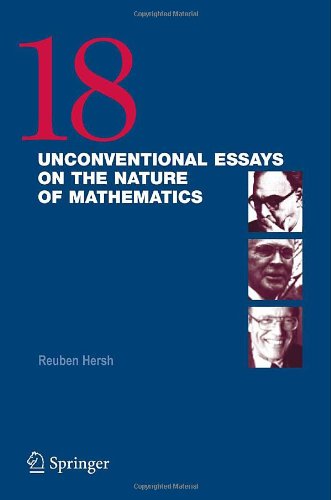 18
UNCONVENTIONAL ESSAYS
ON THE NATURE
OF MATHEMATICS
Reuben Hersh
Springer